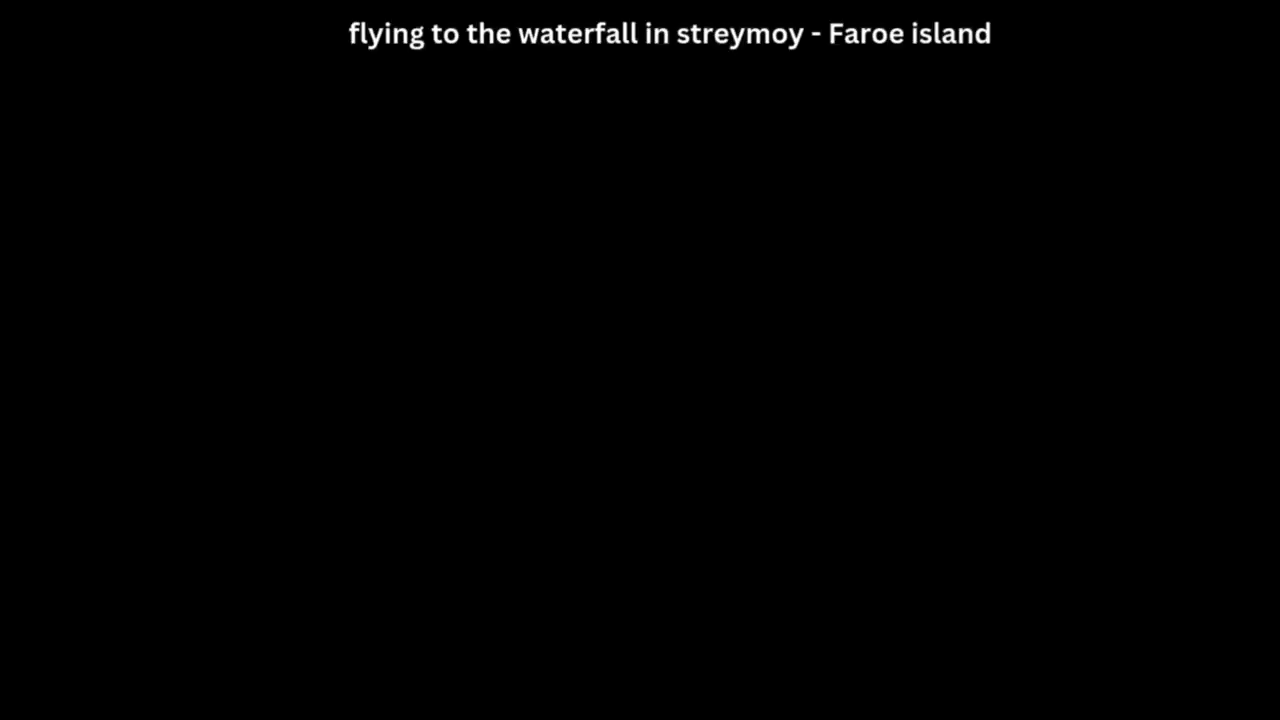 flying to the waterfall in streymoy - Faroe island